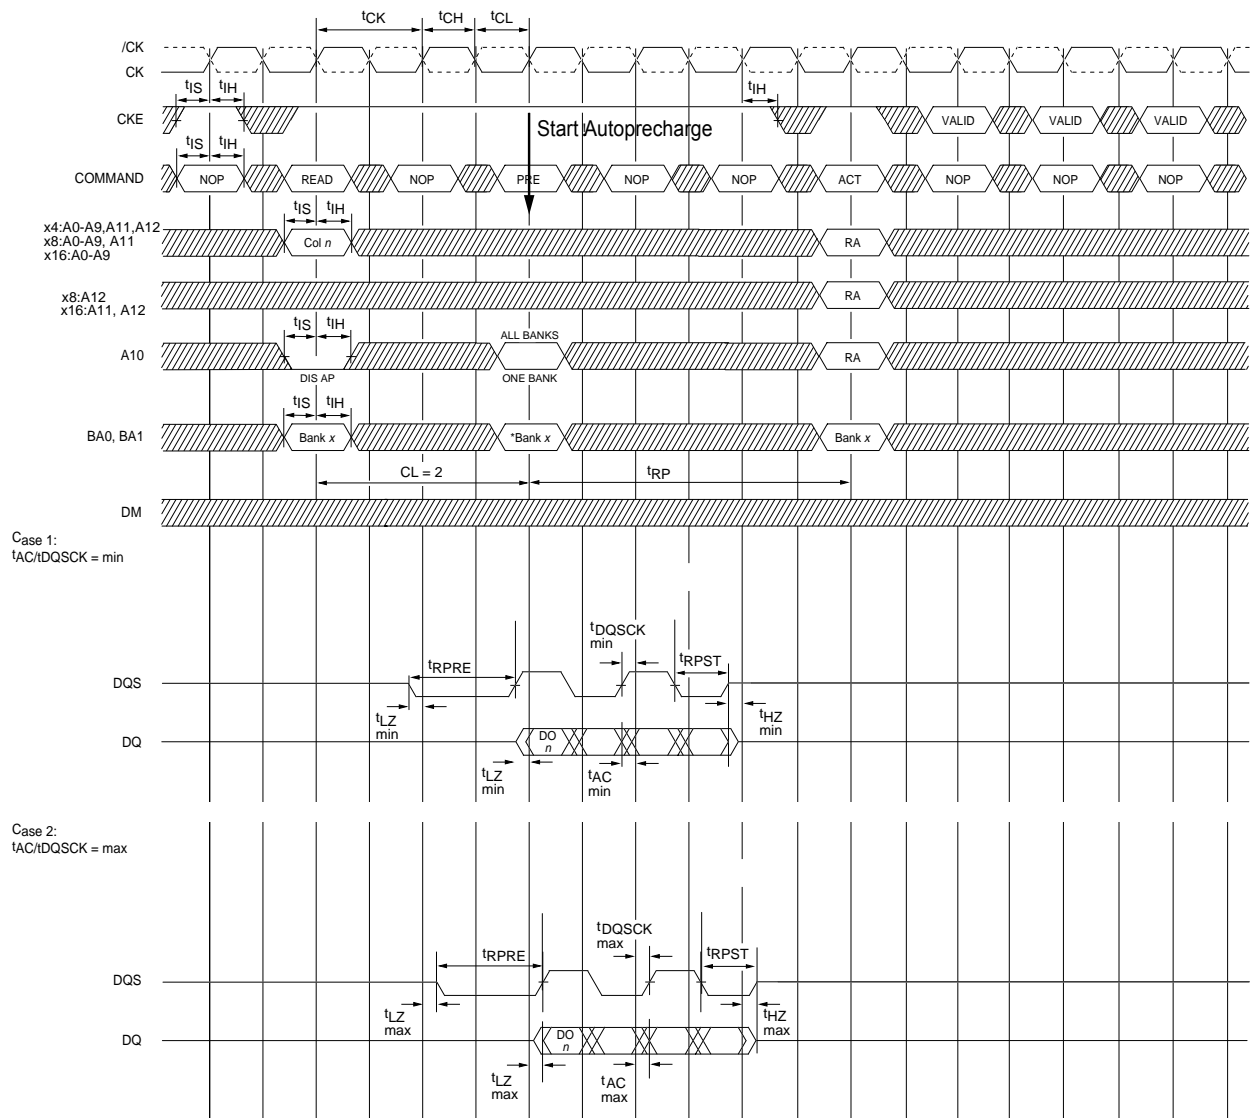 tCK tCH tCL
/CK
CK
tIS tIH tIH
CKE VALID VALID VALID
Start Autoprecharge
tIS tIH
COMMAND NOP READ NOP PRE NOP NOP ACT NOP NOP NOP
tIS tIH
x4:A0-A9,A11,A12
x8:A0-A9, A11
x16:A0-A9
Col n RA
x8:A12
x16:A11, A12
RA
tIS tIH
ALL BANKS
A10 RA
DIS AP ONE BANK
tIS tIH
BA0, BA1 Bank x *Bank x Bank x
CL = 2 tRP
DM
Case 1:
tAC/tDQSCK = min
tDQSCK
min
tRPRE tRPST
DQS
tLZ
min
tHZ
min
DQ DO
n
tLZ
min
tAC
min
Case 2:
tAC/tDQSCK = max
tDQSCK
max
tRPRE tRPST
DQS
tLZ
max
tHZ
max
DQ DO
n
tLZ
max
tAC
max